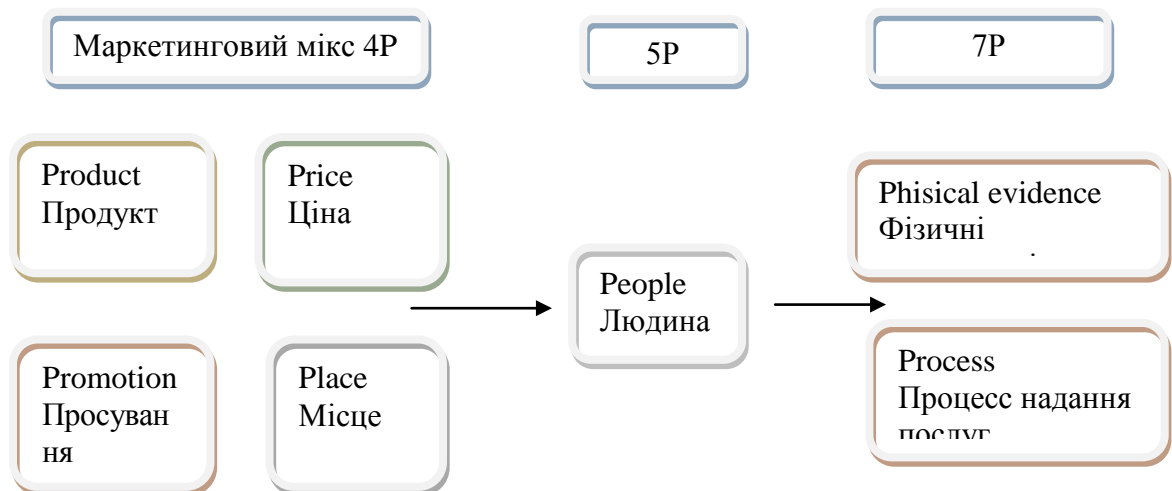 Маркетинговий мікс 4P
5P
7P
Product
Продукт
Price
Ціна
Promotion
Просуван
ня
Place
Місце
People
Людина
Phisical evidence
Фізичні
Process
Процесс надання
послуг